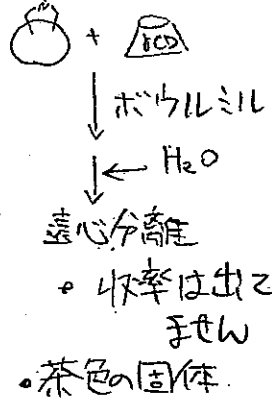 + γCD
ボウルミル
H₂O
遠心分離
・収率は出て
ません
・茶色の固体